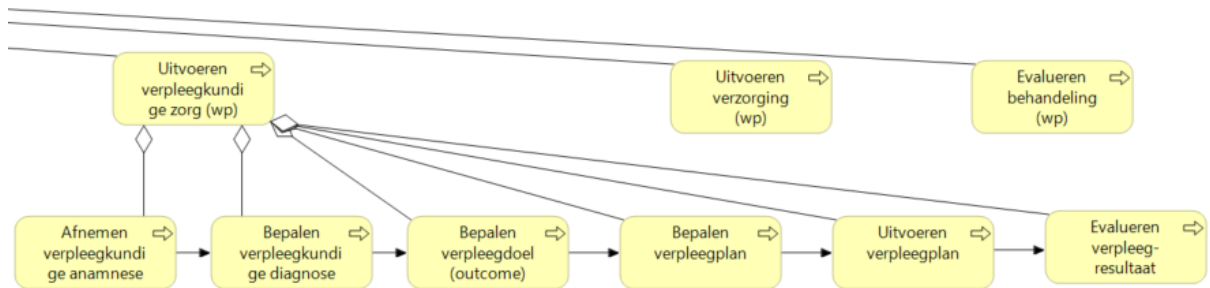 Uitvoeren
verpleegkundi
ge zorg (wp)
Uitvoeren
verzorging
(wp)
Evalueren
behandeling
(wp)
Afnemen
verpleegkundi
ge anamnese
Bepalen
verpleegkundi
ge diagnose
Bepalen
verpleegdoel
(outcome)
Bepalen
verpleegplan
Uitvoeren
verpleegplan
Evalueren
verpleeg-
resultaat